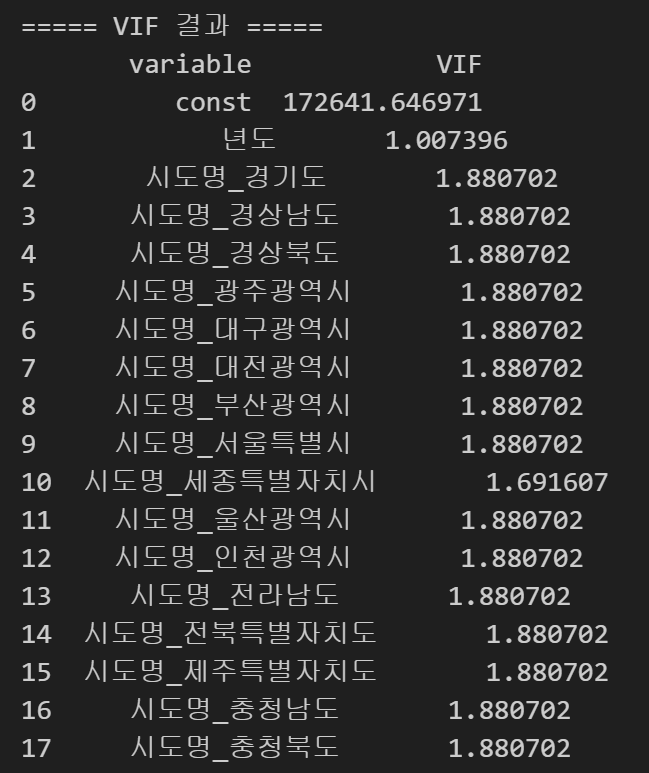 ===== VIF 결과 =====
variable VIF
0 const 172641.646971
1 년도 1.007396
2 시도명_경기도 1.880702
3 시도명_경상남도 1.880702
4 시도명_경상북도 1.880702
5 시도명_광주광역시 1.880702
6 시도명_대구광역시 1.880702
7 시도명_대전광역시 1.880702
8 시도명_부산광역시 1.880702
9 시도명_서울특별시 1.880702
10 시도명_세종특별자치시 1.691607
11 시도명_울산광역시 1.880702
12 시도명_인천광역시 1.880702
13 시도명_전라남도 1.880702
14 시도명_전북특별자치도 1.880702
15 시도명_제주특별자치도 1.880702
16 시도명_충청남도 1.880702
17 시도명_충청북도 1.880702